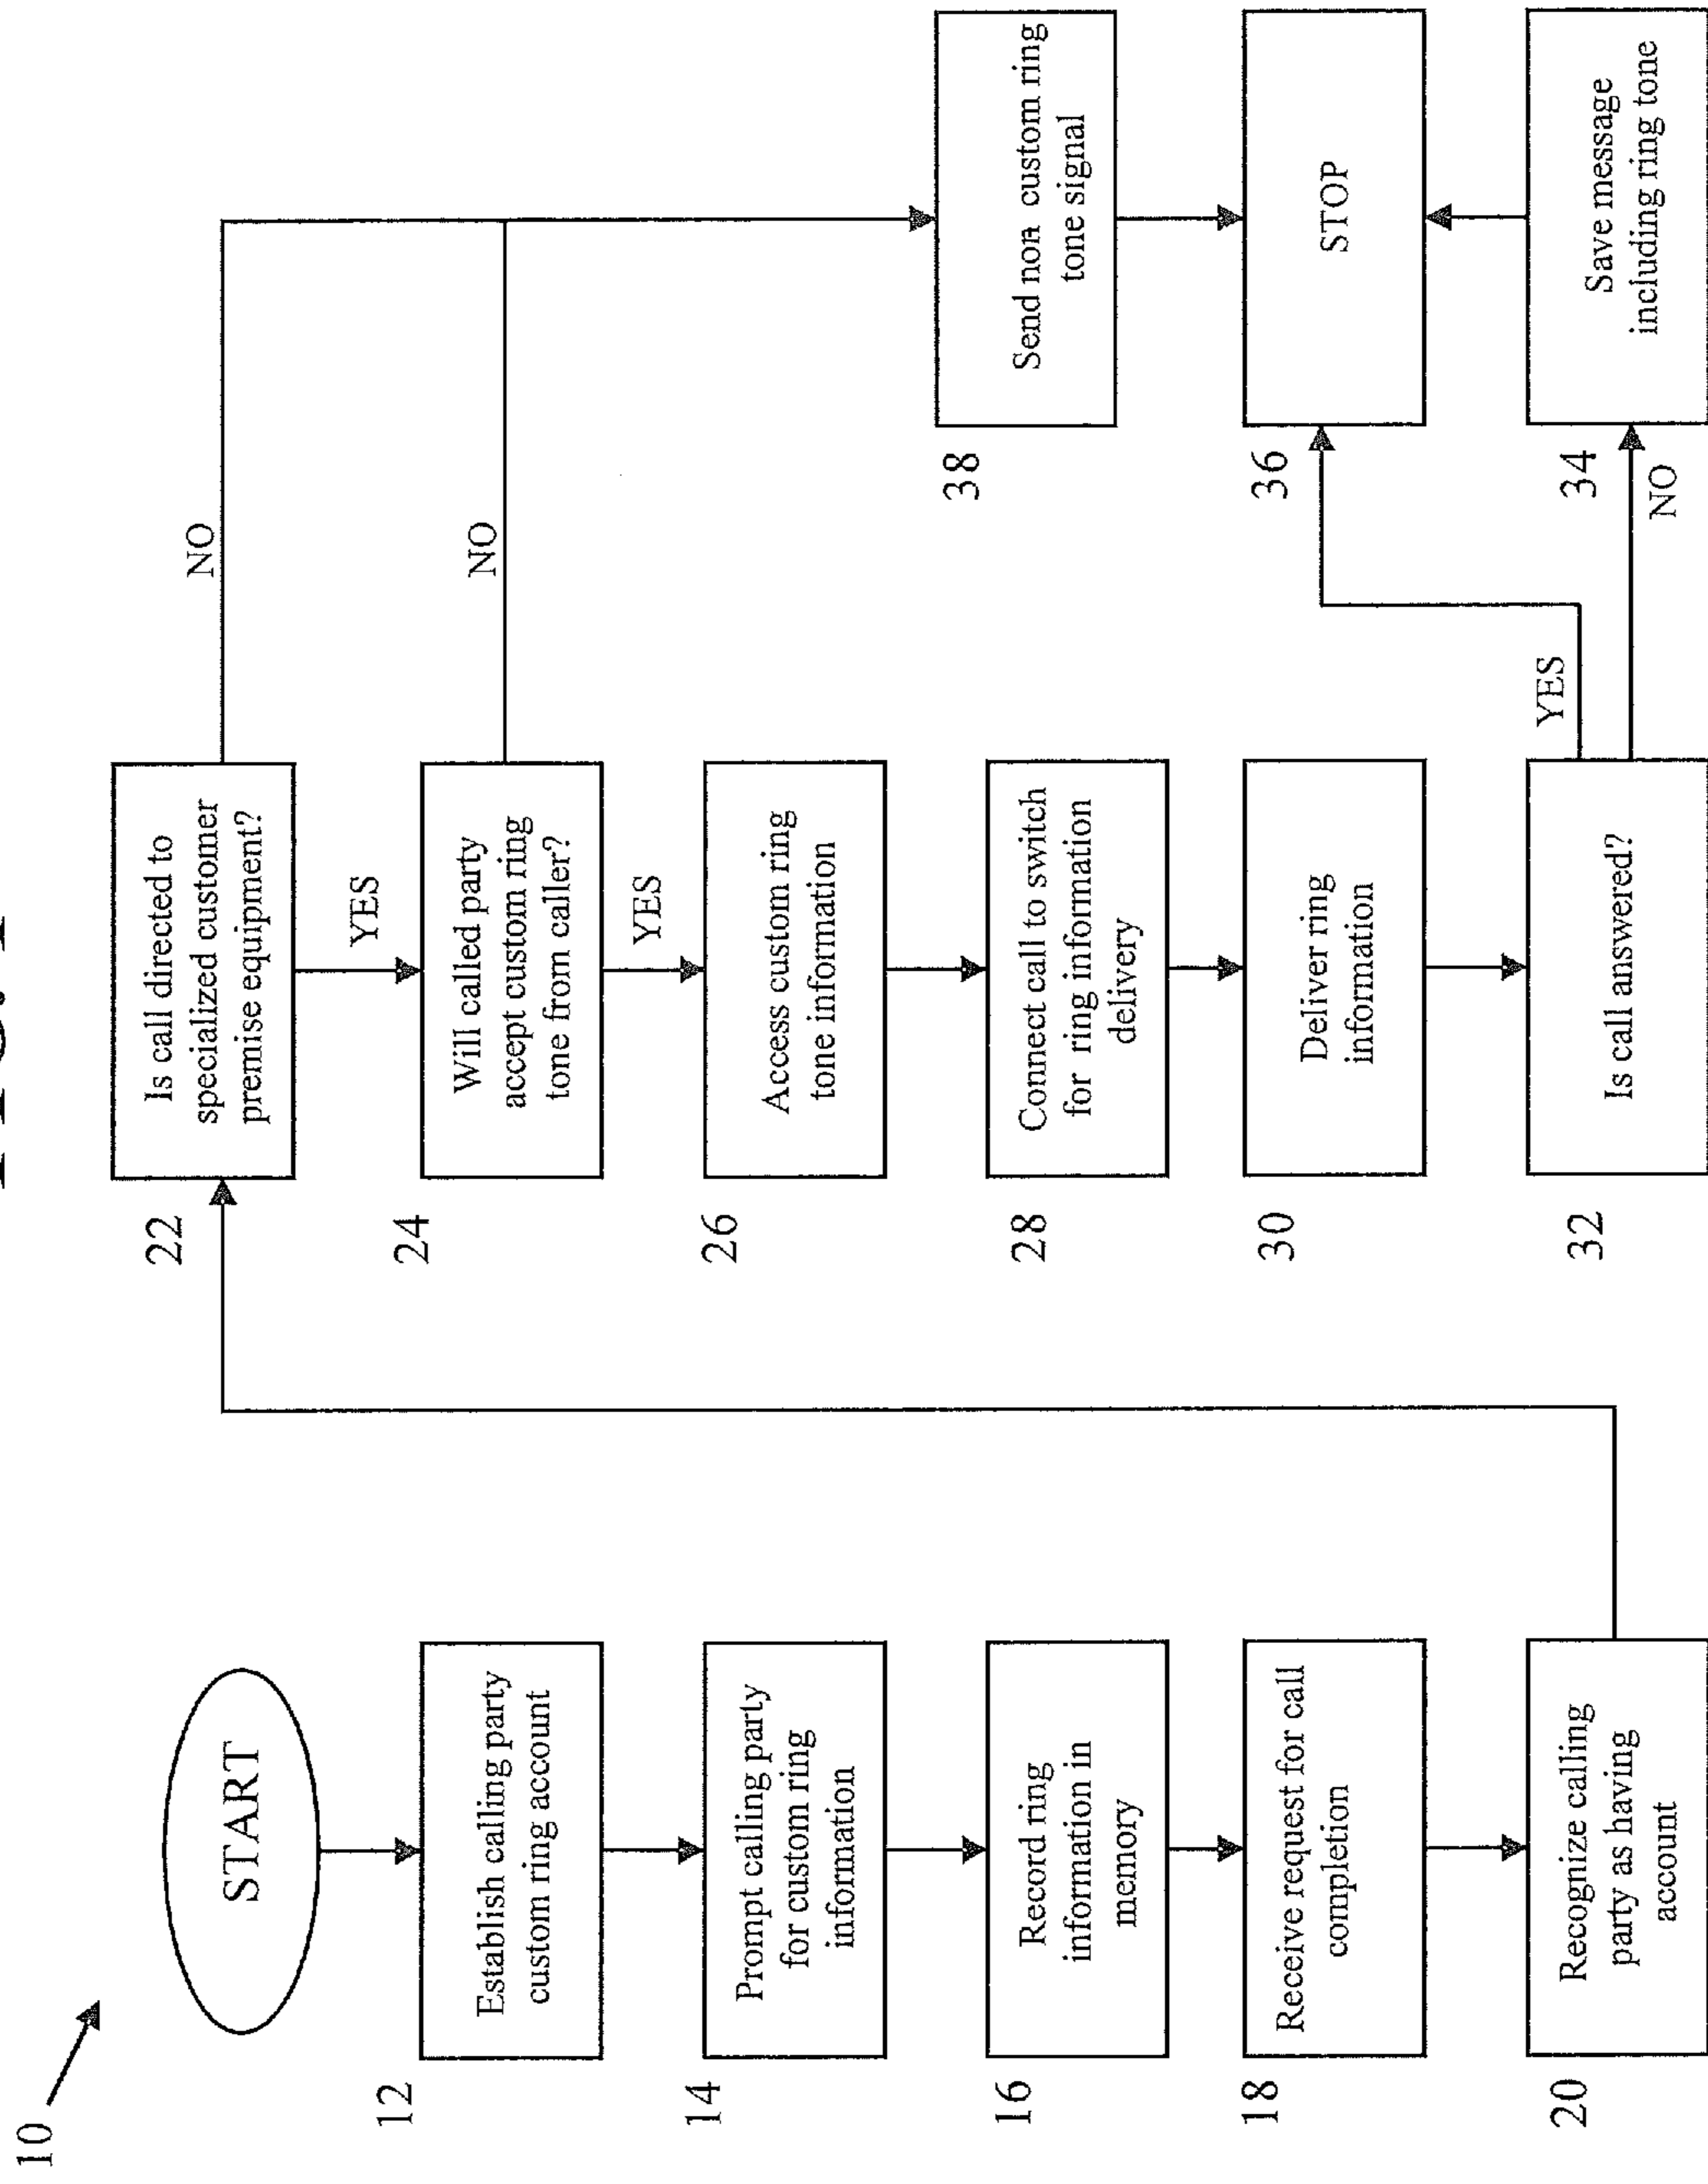 10
START
12
Establish calling party
custom ring account
14
Prompt calling party
for custom ring
information
16
Record ring
information in
memory
18
Receive request for call
completion
20
Recognize calling
party as having
account
22
Is call directed to
specialized customer
premise equipment?
NO
YES
24
Will called party
accept custom ring
tone from caller?
NO
YES
26
Access custom ring
tone information
28
Connect call to switch
for ring information
delivery
30
Deliver ring
information
32
Is call answered?
YES
NO
38
Send non custom ring
tone signal
36
STOP
34
Save message
including ring tone